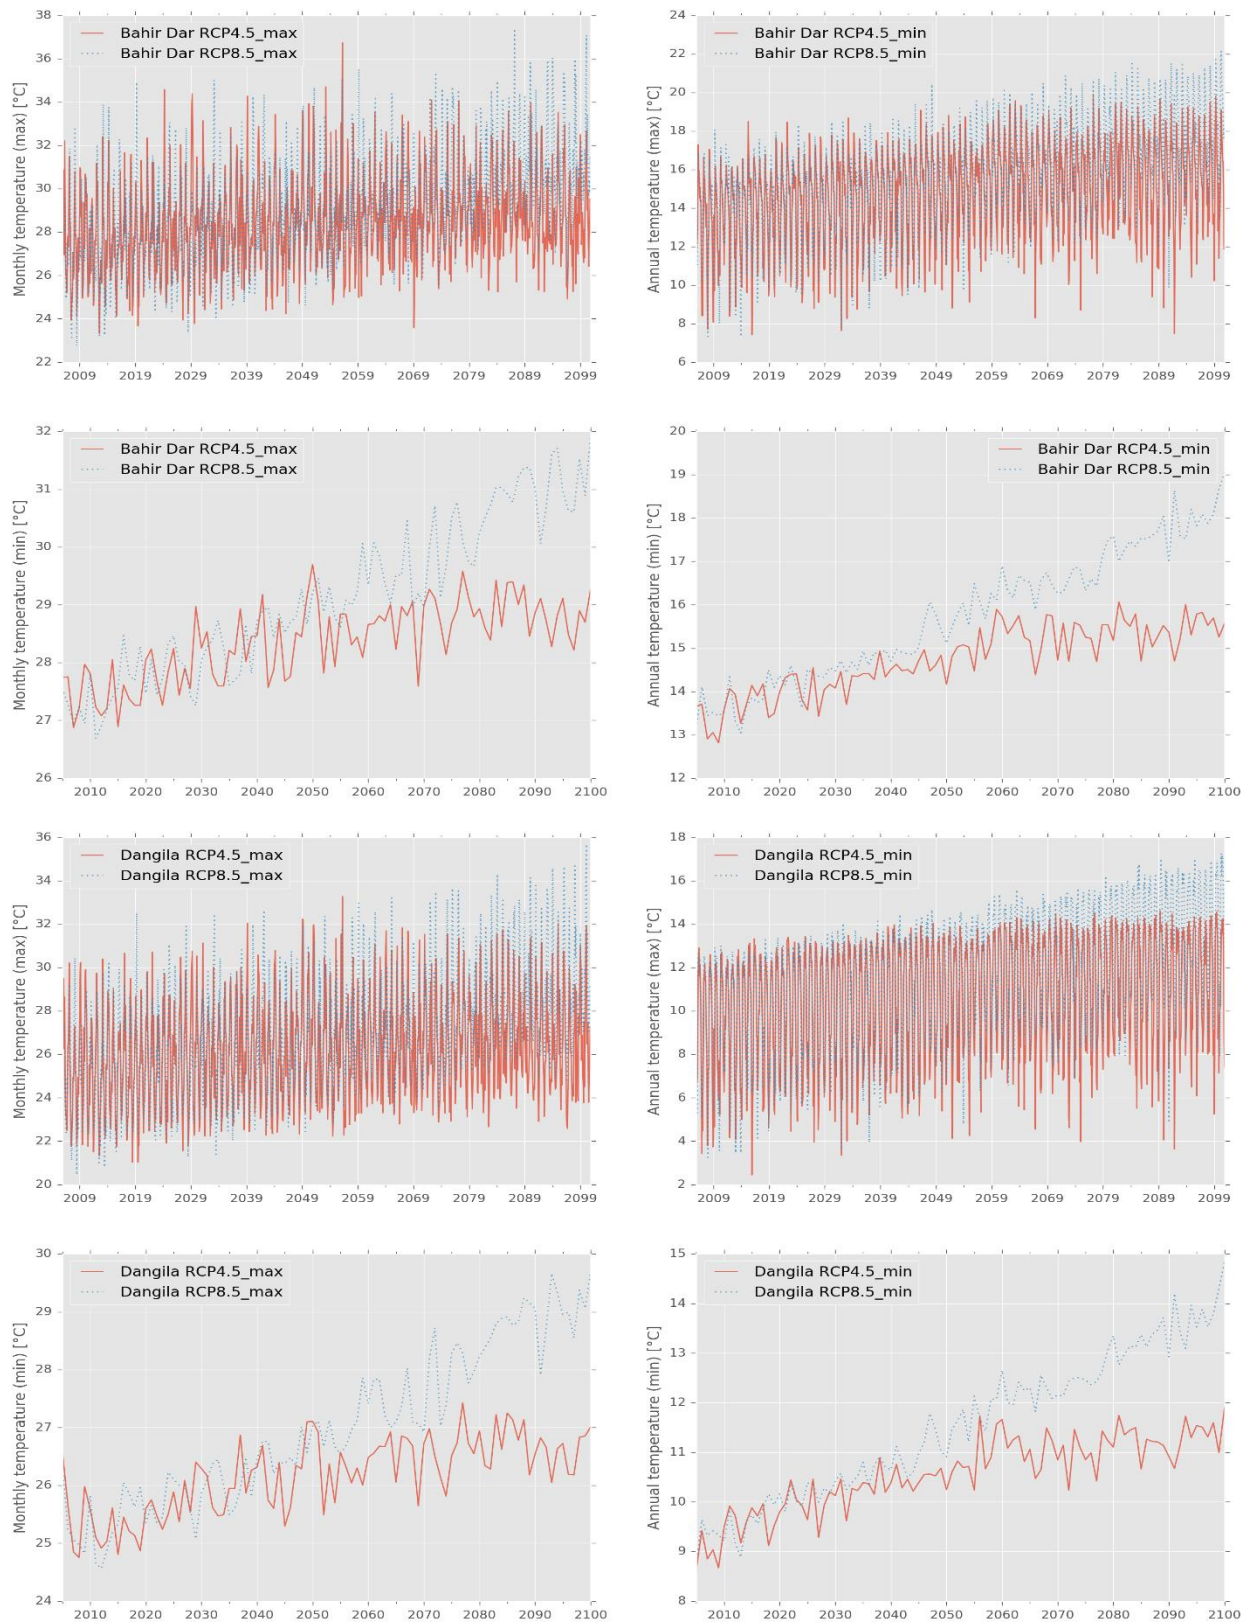 38
36
34
32
30
28
26
24
22
Monthly temperature (max) [°C]
Bahir Dar RCP4.5_max
Bahir Dar RCP8.5_max
2009 2019 2029 2039 2049 2059 2069 2079 2089 2099
24
22
20
18
16
14
12
10
8
6
Annual temperature (max) [°C]
Bahir Dar RCP4.5_min
Bahir Dar RCP8.5_min
2009 2019 2029 2039 2049 2059 2069 2079 2089 2099
32
31
30
29
28
27
26
Monthly temperature (min) [°C]
Bahir Dar RCP4.5_max
Bahir Dar RCP8.5_max
2010 2020 2030 2040 2050 2060 2070 2080 2090 2100
20
19
18
17
16
15
14
13
12
Annual temperature (min) [°C]
Bahir Dar RCP4.5_min
Bahir Dar RCP8.5_min
2010 2020 2030 2040 2050 2060 2070 2080 2090 2100
36
34
32
30
28
26
24
22
20
Monthly temperature (max) [°C]
Dangila RCP4.5_max
Dangila RCP8.5_max
2009 2019 2029 2039 2049 2059 2069 2079 2089 2099
18
16
14
12
10
8
6
4
2
Annual temperature (max) [°C]
Dangila RCP4.5_min
Dangila RCP8.5_min
2009 2019 2029 2039 2049 2059 2069 2079 2089 2099
30
29
28
27
26
25
24
Monthly temperature (min) [°C]
Dangila RCP4.5_max
Dangila RCP8.5_max
2010 2020 2030 2040 2050 2060 2070 2080 2090 2100
15
14
13
12
11
10
9
8
Annual temperature (min) [°C]
Dangila RCP4.5_min
Dangila RCP8.5_min
2010 2020 2030 2040 2050 2060 2070 2080 2090 2100